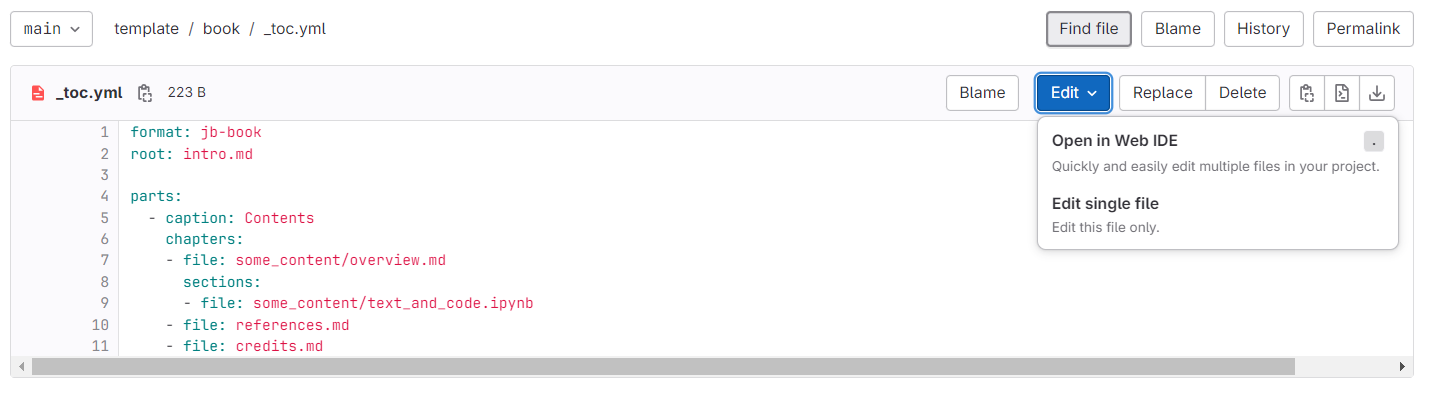 main template / book / _toc.yml Find file Blame History Permalink
_toc.yml 223 B Blame Edit Replace Delete
Open in Web IDE .
Quickly and easily edit multiple files in your project.
Edit single file
Edit this file only.
1 format: jb-book
2 root: intro.md
3
4 parts:
5 - caption: Contents
6 chapters:
7 - file: some_content/overview.md
8 sections:
9 - file: some_content/text_and_code.ipynb
10 - file: references.md
11 - file: credits.md